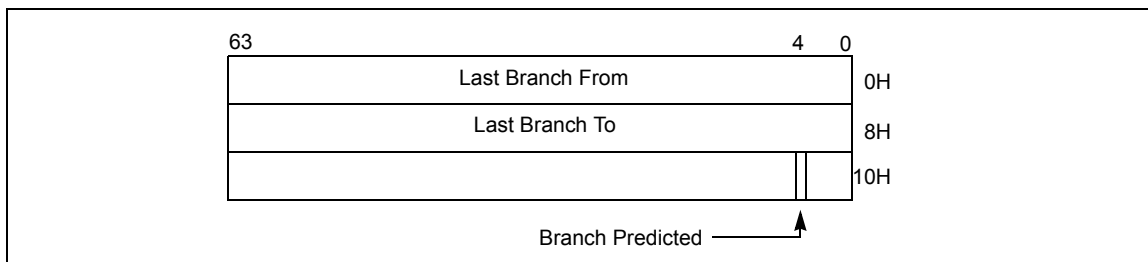 63 4 0
Last Branch From 0H
Last Branch To 8H
10H
Branch Predicted